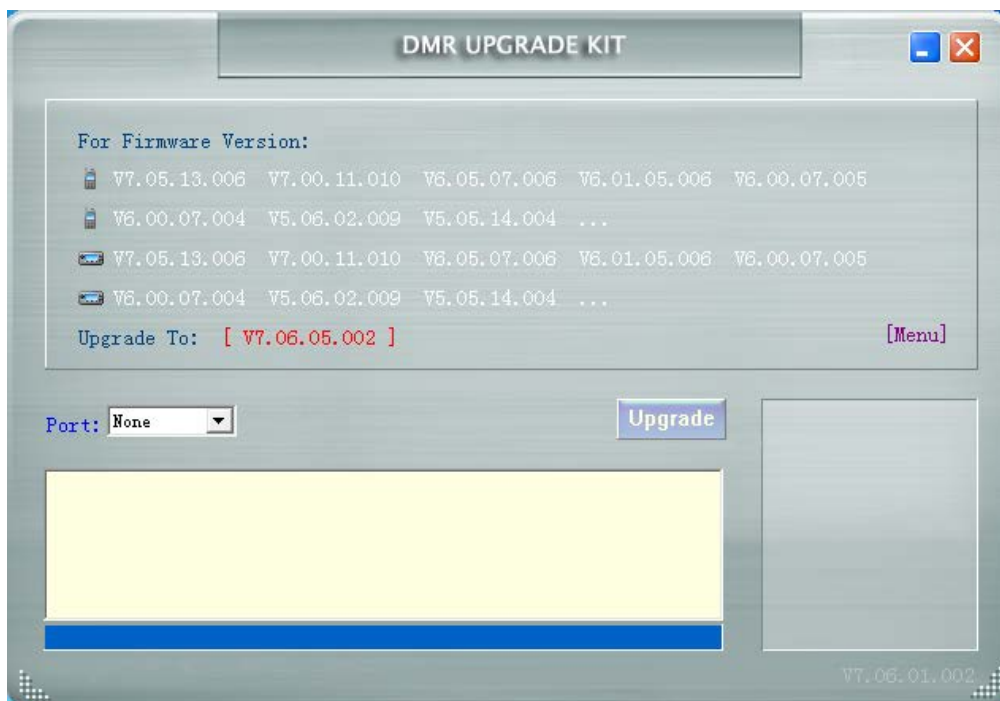 DMR UPGRADE KIT
For Firmware Version:
V7.05.13.006 V7.00.11.010 V6.05.07.006 V6.01.05.006 V6.00.07.005
V6.00.07.004 V5.06.02.009 V5.05.14.004 ...
V7.05.13.006 V7.00.11.010 V6.05.07.006 V6.01.05.006 V6.00.07.005
V6.00.07.004 V5.06.02.009 V5.05.14.004 ...
Upgrade To: [ V7.06.05.002 ] [Menu]
Port: None Upgrade
V7.06.01.002